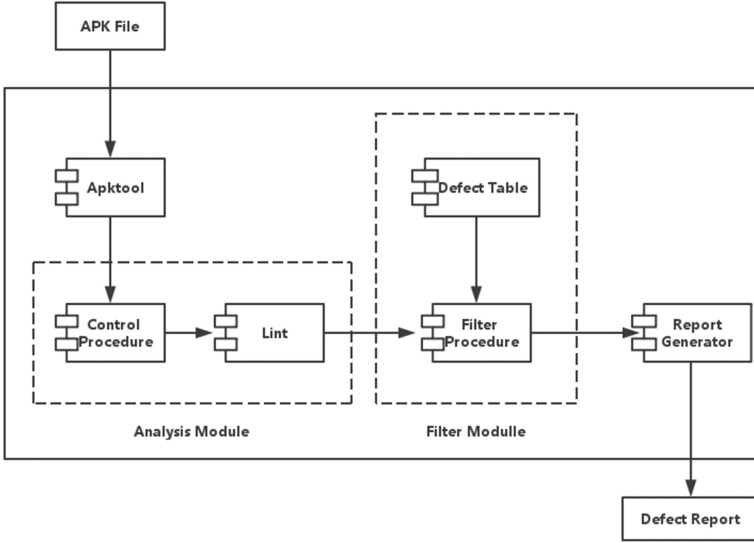 APK File
Apktool
Defect Table
Control
Procedure
Lint
Filter
Procedure
Report
Generator
Analysis Module
Filter Modulle
Defect Report